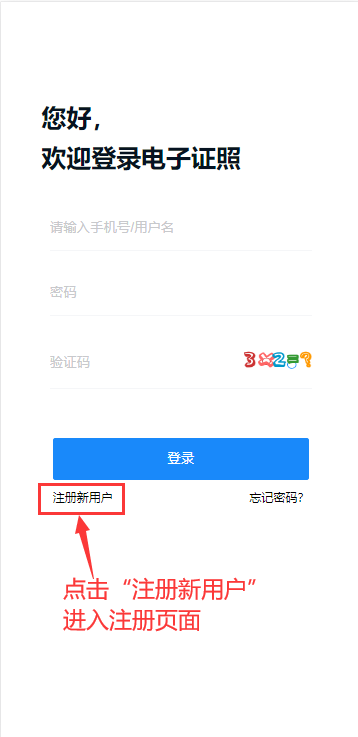 您好，
欢迎登录电子证照
请输入手机号/用户名
密码
验证码
3×2=?
登录
注册新用户
忘记密码?
点击“注册新用户”
进入注册页面